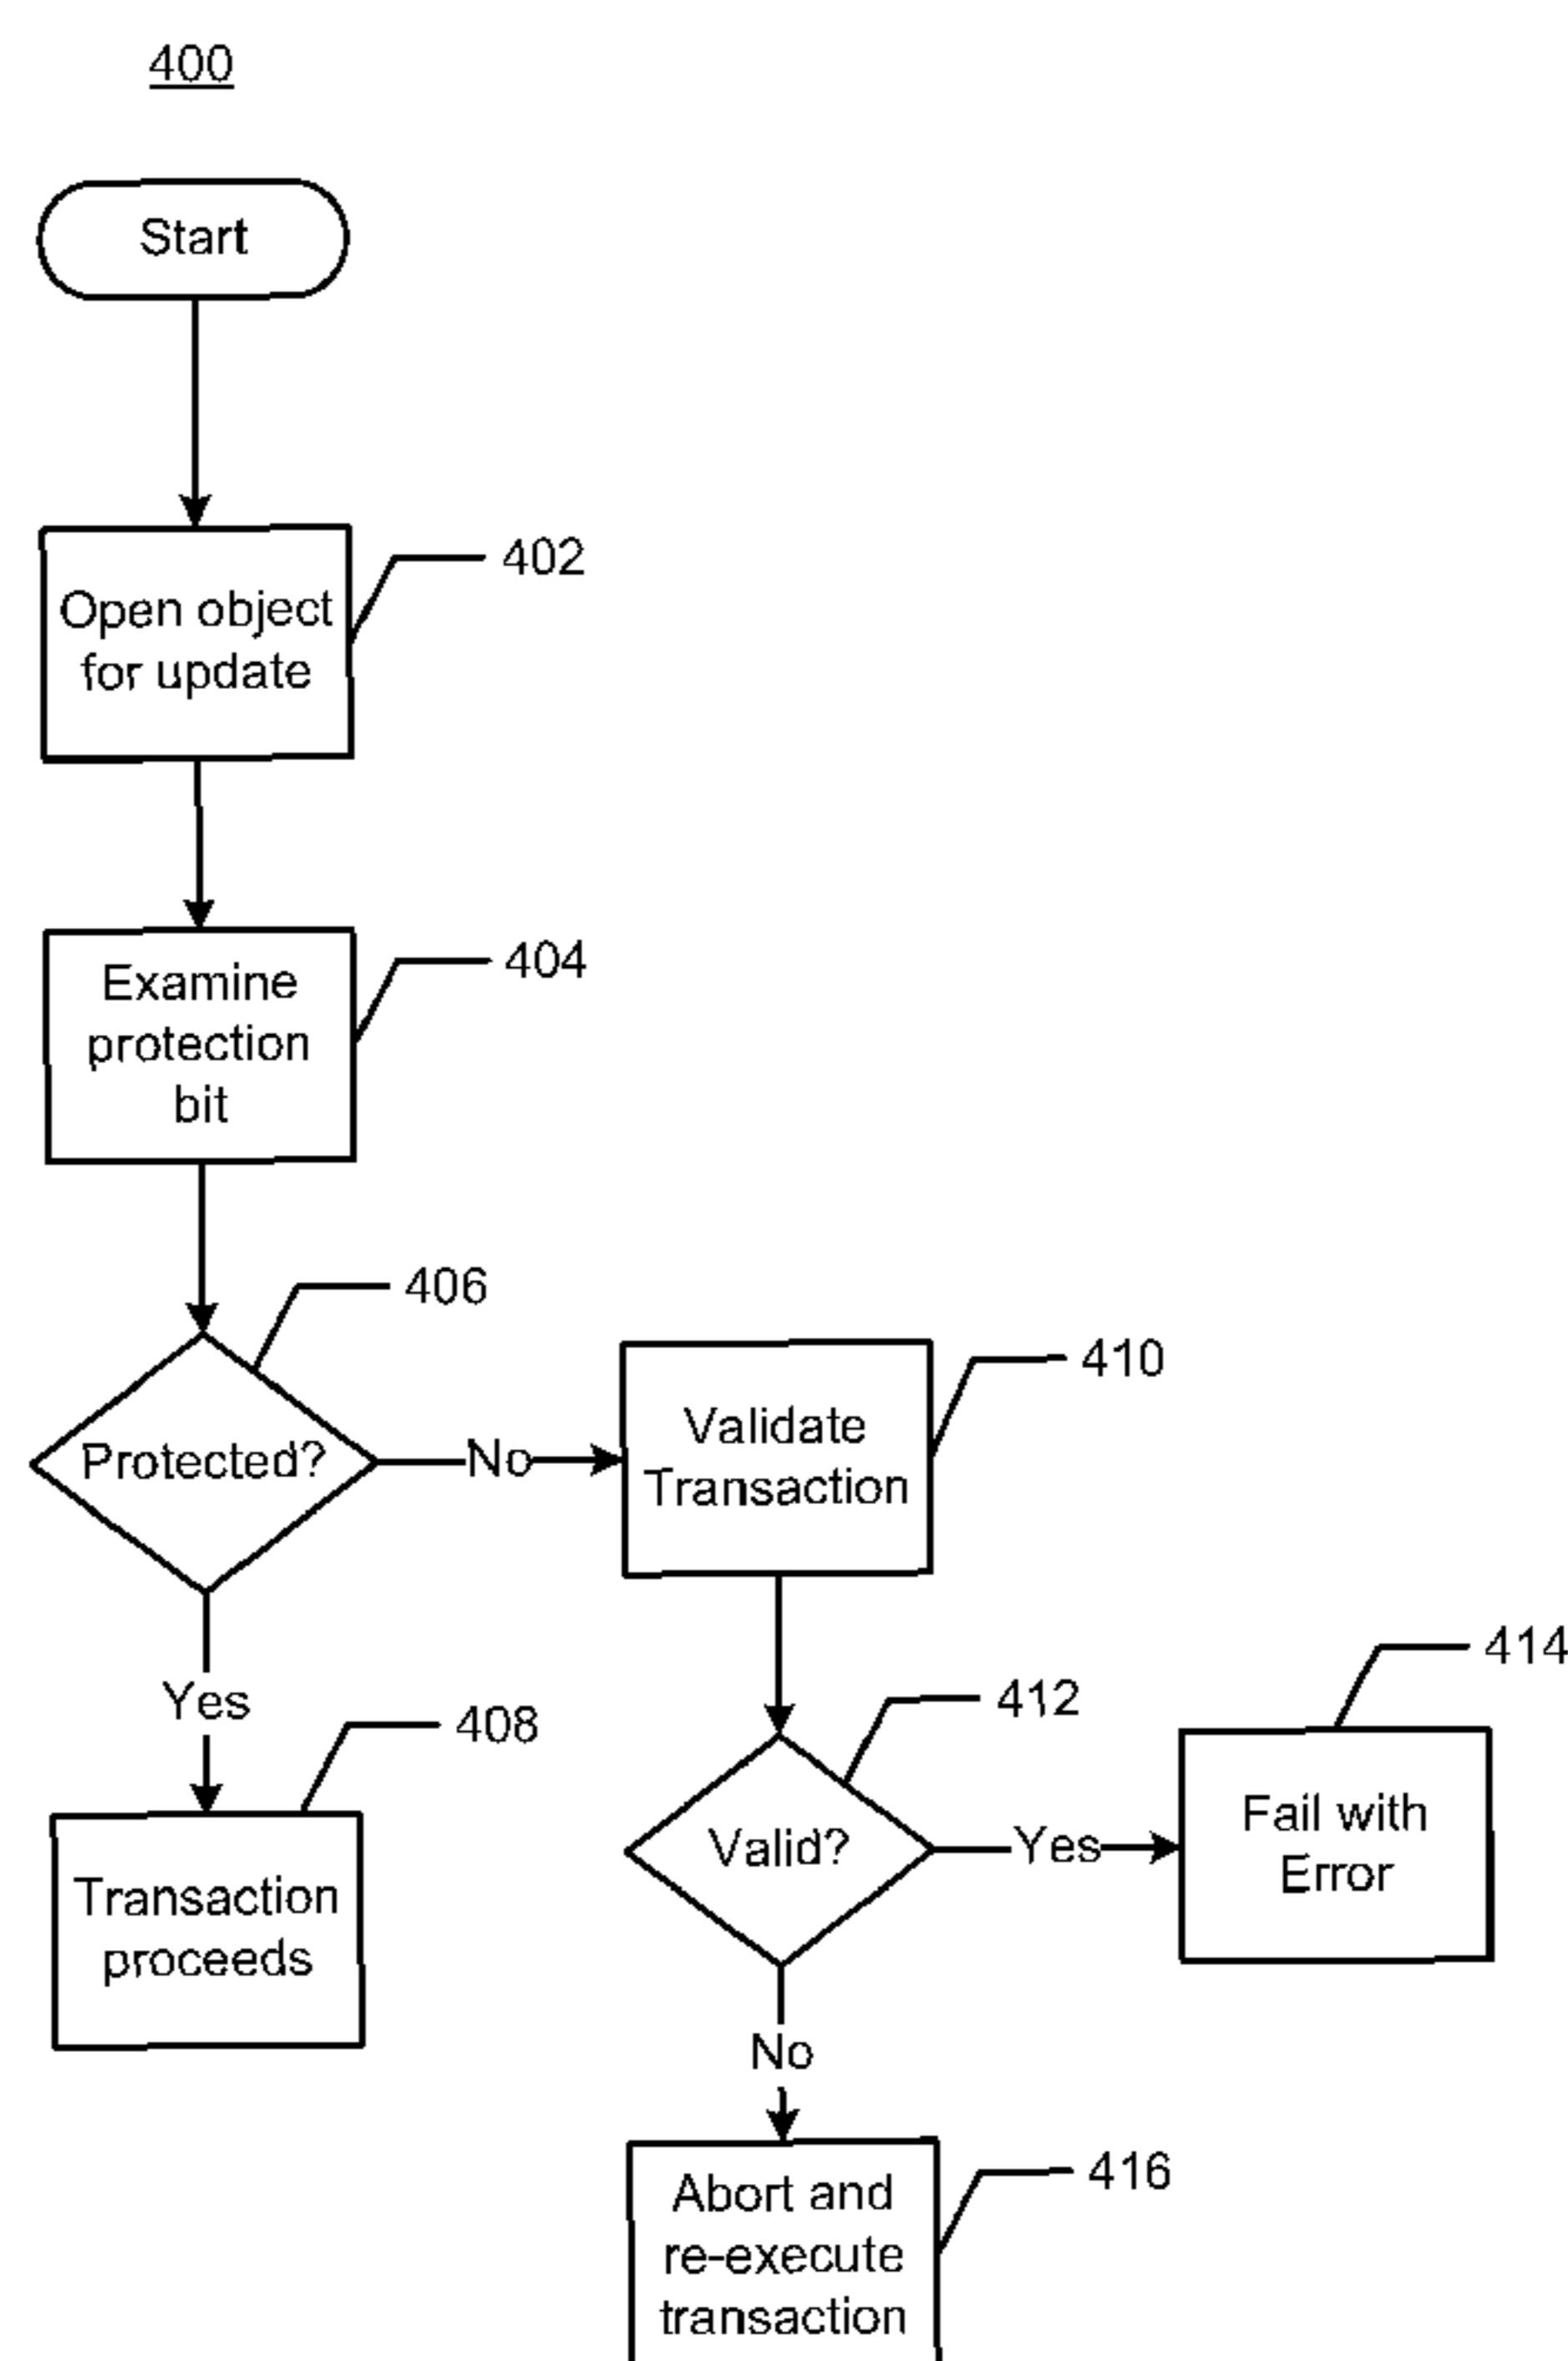 400
Start
402
Open object
for update
404
Examine
protection
bit
406
Protected?
No
410
Validate
Transaction
Yes
408
Transaction
proceeds
412
Valid?
Yes
414
Fail with
Error
No
416
Abort and
re-execute
transaction